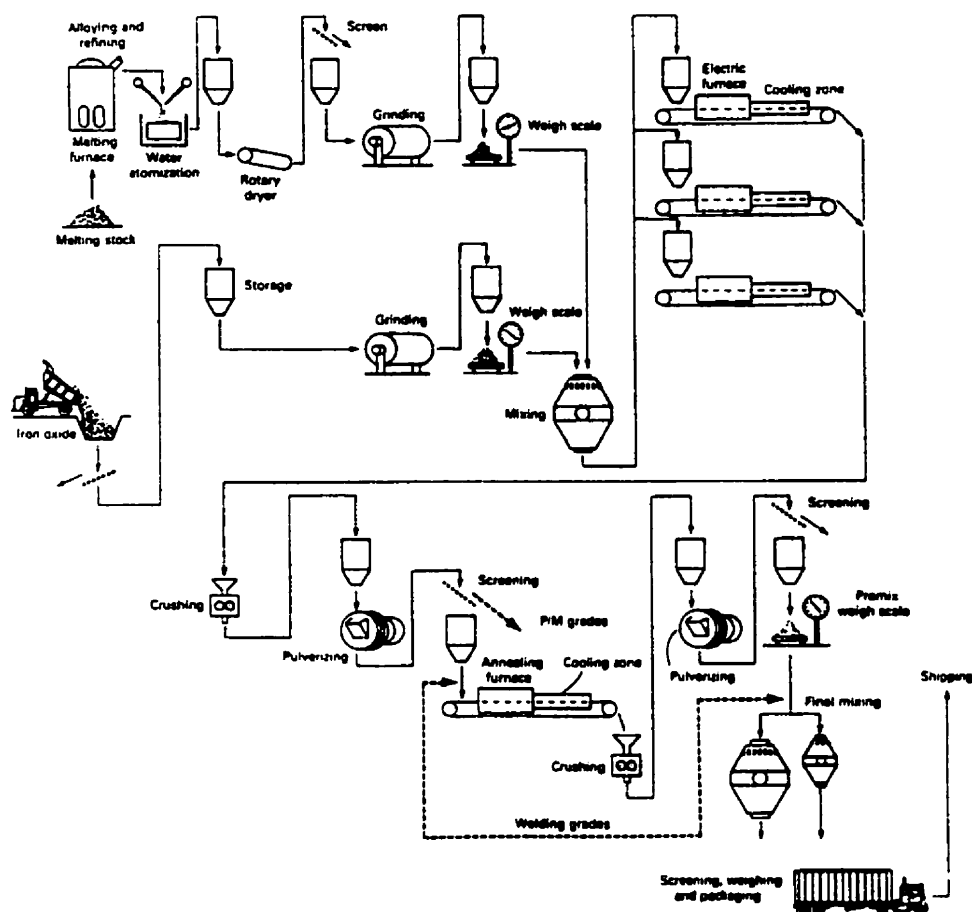 Alloying and
refining
Screen
Electric
furnace
Cooling zone
Grinding
Weigh scale
Melting
furnace
Water
atomization
Rotary
dryer
Melting stock
Storage
Grinding
Weigh scale
Mixing
Iron oxide
Screening
Crushing
Screening
P/M grades
Premix
weigh scale
Pulverizing
Annealing
furnace
Cooling zone
Pulverizing
Shipping
Final mixing
Crushing
Welding grades
Screening, weighing
and packaging